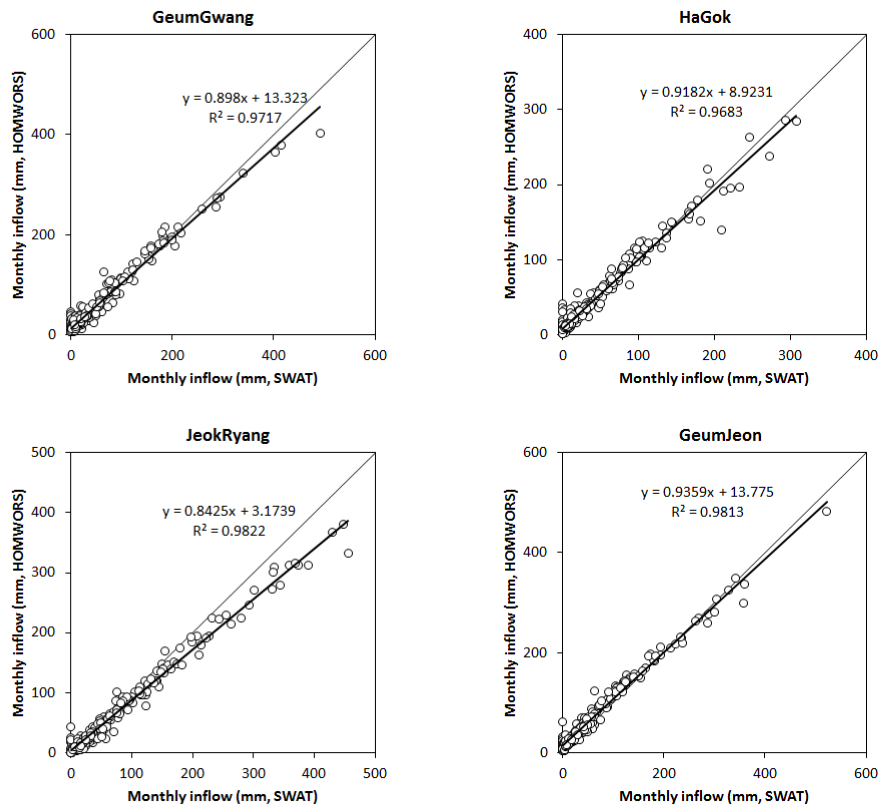 GeumGwang
600
400
200
0
0
200
400
600
y = 0.898x + 13.323
R² = 0.9717
Monthly inflow (mm, HOMWORS)
Monthly inflow (mm, SWAT)
HaGok
400
300
200
100
0
0
100
200
300
400
y = 0.9182x + 8.9231
R² = 0.9683
Monthly inflow (mm, HOMWORS)
Monthly inflow (mm, SWAT)
JeokRyang
500
400
300
200
100
0
0
100
200
300
400
500
y = 0.8425x + 3.1739
R² = 0.9822
Monthly inflow (mm, HOMWORS)
Monthly inflow (mm, SWAT)
GeumJeon
600
400
200
0
0
200
400
600
y = 0.9359x + 13.775
R² = 0.9813
Monthly inflow (mm, HOMWORS)
Monthly inflow (mm, SWAT)